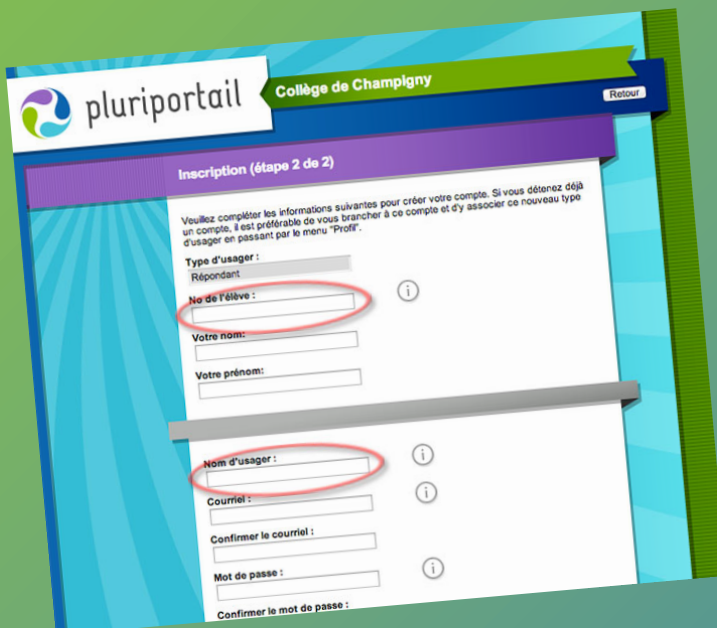 pluriportail
Collège de Champigny
Retour
Inscription (étape 2 de 2)
Veuillez compléter les informations suivantes pour créer votre compte. Si vous détenez déjà
un compte, il est préférable de vous brancher à ce compte et d'y associer ce nouveau type
d'usager en passant par le menu "Profil".
Type d'usager :
Répondant
No de l'élève :
i
Votre nom:
Votre prénom:
Nom d'usager :
i
Courriel :
i
Confirmer le courriel :
Mot de passe :
i
Confirmer le mot de passe :